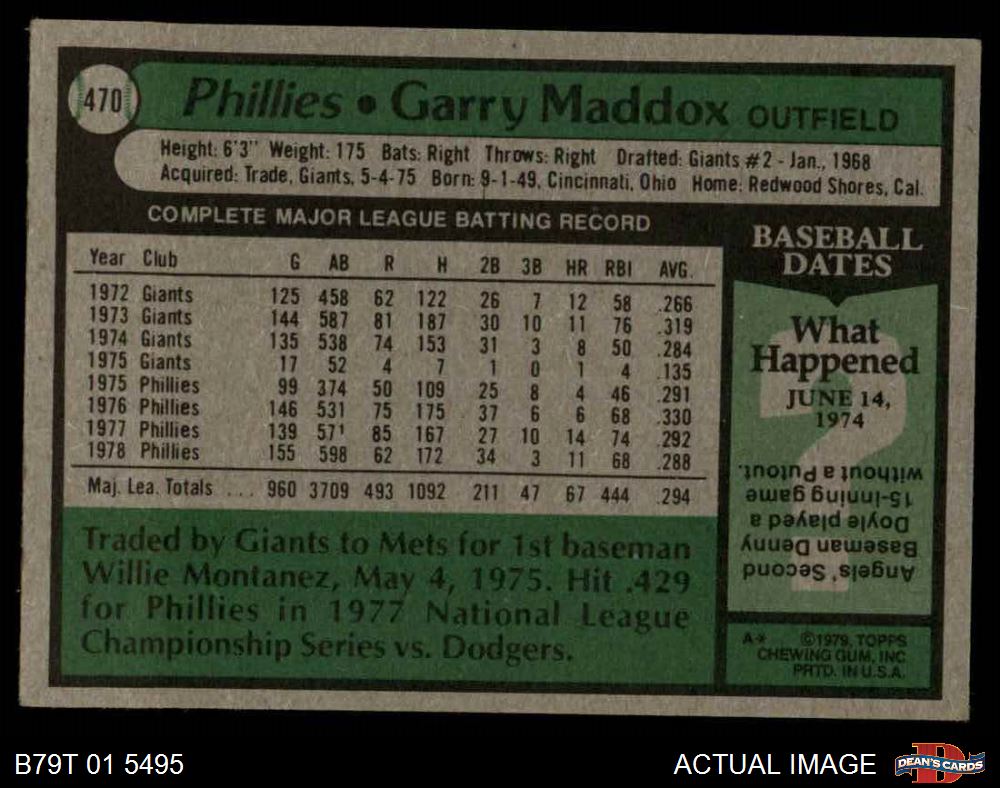 470 Phillies • Garry Maddox OUTFIELD
Height: 6'3" Weight: 175 Bats: Right Throws: Right Drafted: Giants #2 - Jan., 1968
Acquired: Trade, Giants, 5-4-75 Born: 9-1-49, Cincinnati, Ohio Home: Redwood Shores, Cal.
COMPLETE MAJOR LEAGUE BATTING RECORD
Year Club G AB R H 2B 3B HR RBI AVG.
1972 Giants 125 458 62 122 26 7 12 58 .266
1973 Giants 144 587 81 187 30 10 11 76 .319
1974 Giants 135 538 74 153 31 3 8 50 .284
1975 Giants 17 52 4 7 1 0 1 4 .135
1975 Phillies 99 374 50 109 25 8 4 46 .291
1976 Phillies 146 531 75 175 37 6 6 68 .330
1977 Phillies 139 571 85 167 27 10 14 74 .292
1978 Phillies 155 598 62 172 34 3 11 68 .288
Maj. Lea. Totals ... 960 3709 493 1092 211 47 67 444 .294
Traded by Giants to Mets for 1st baseman
Willie Montanez, May 4, 1975. Hit .429
for Phillies in 1977 National League
Championship Series vs. Dodgers.
BASEBALL
DATES
What
Happened
JUNE 14,
1974
Angels' Second
Baseman Denny
Doyle played a
15-inning game
without a Putout.
A* ©1979, TOPPS
CHEWING GUM, INC
PRTD. IN U.S.A.
B79T 01 5495
ACTUAL IMAGE
D
DEAN'S CARDS